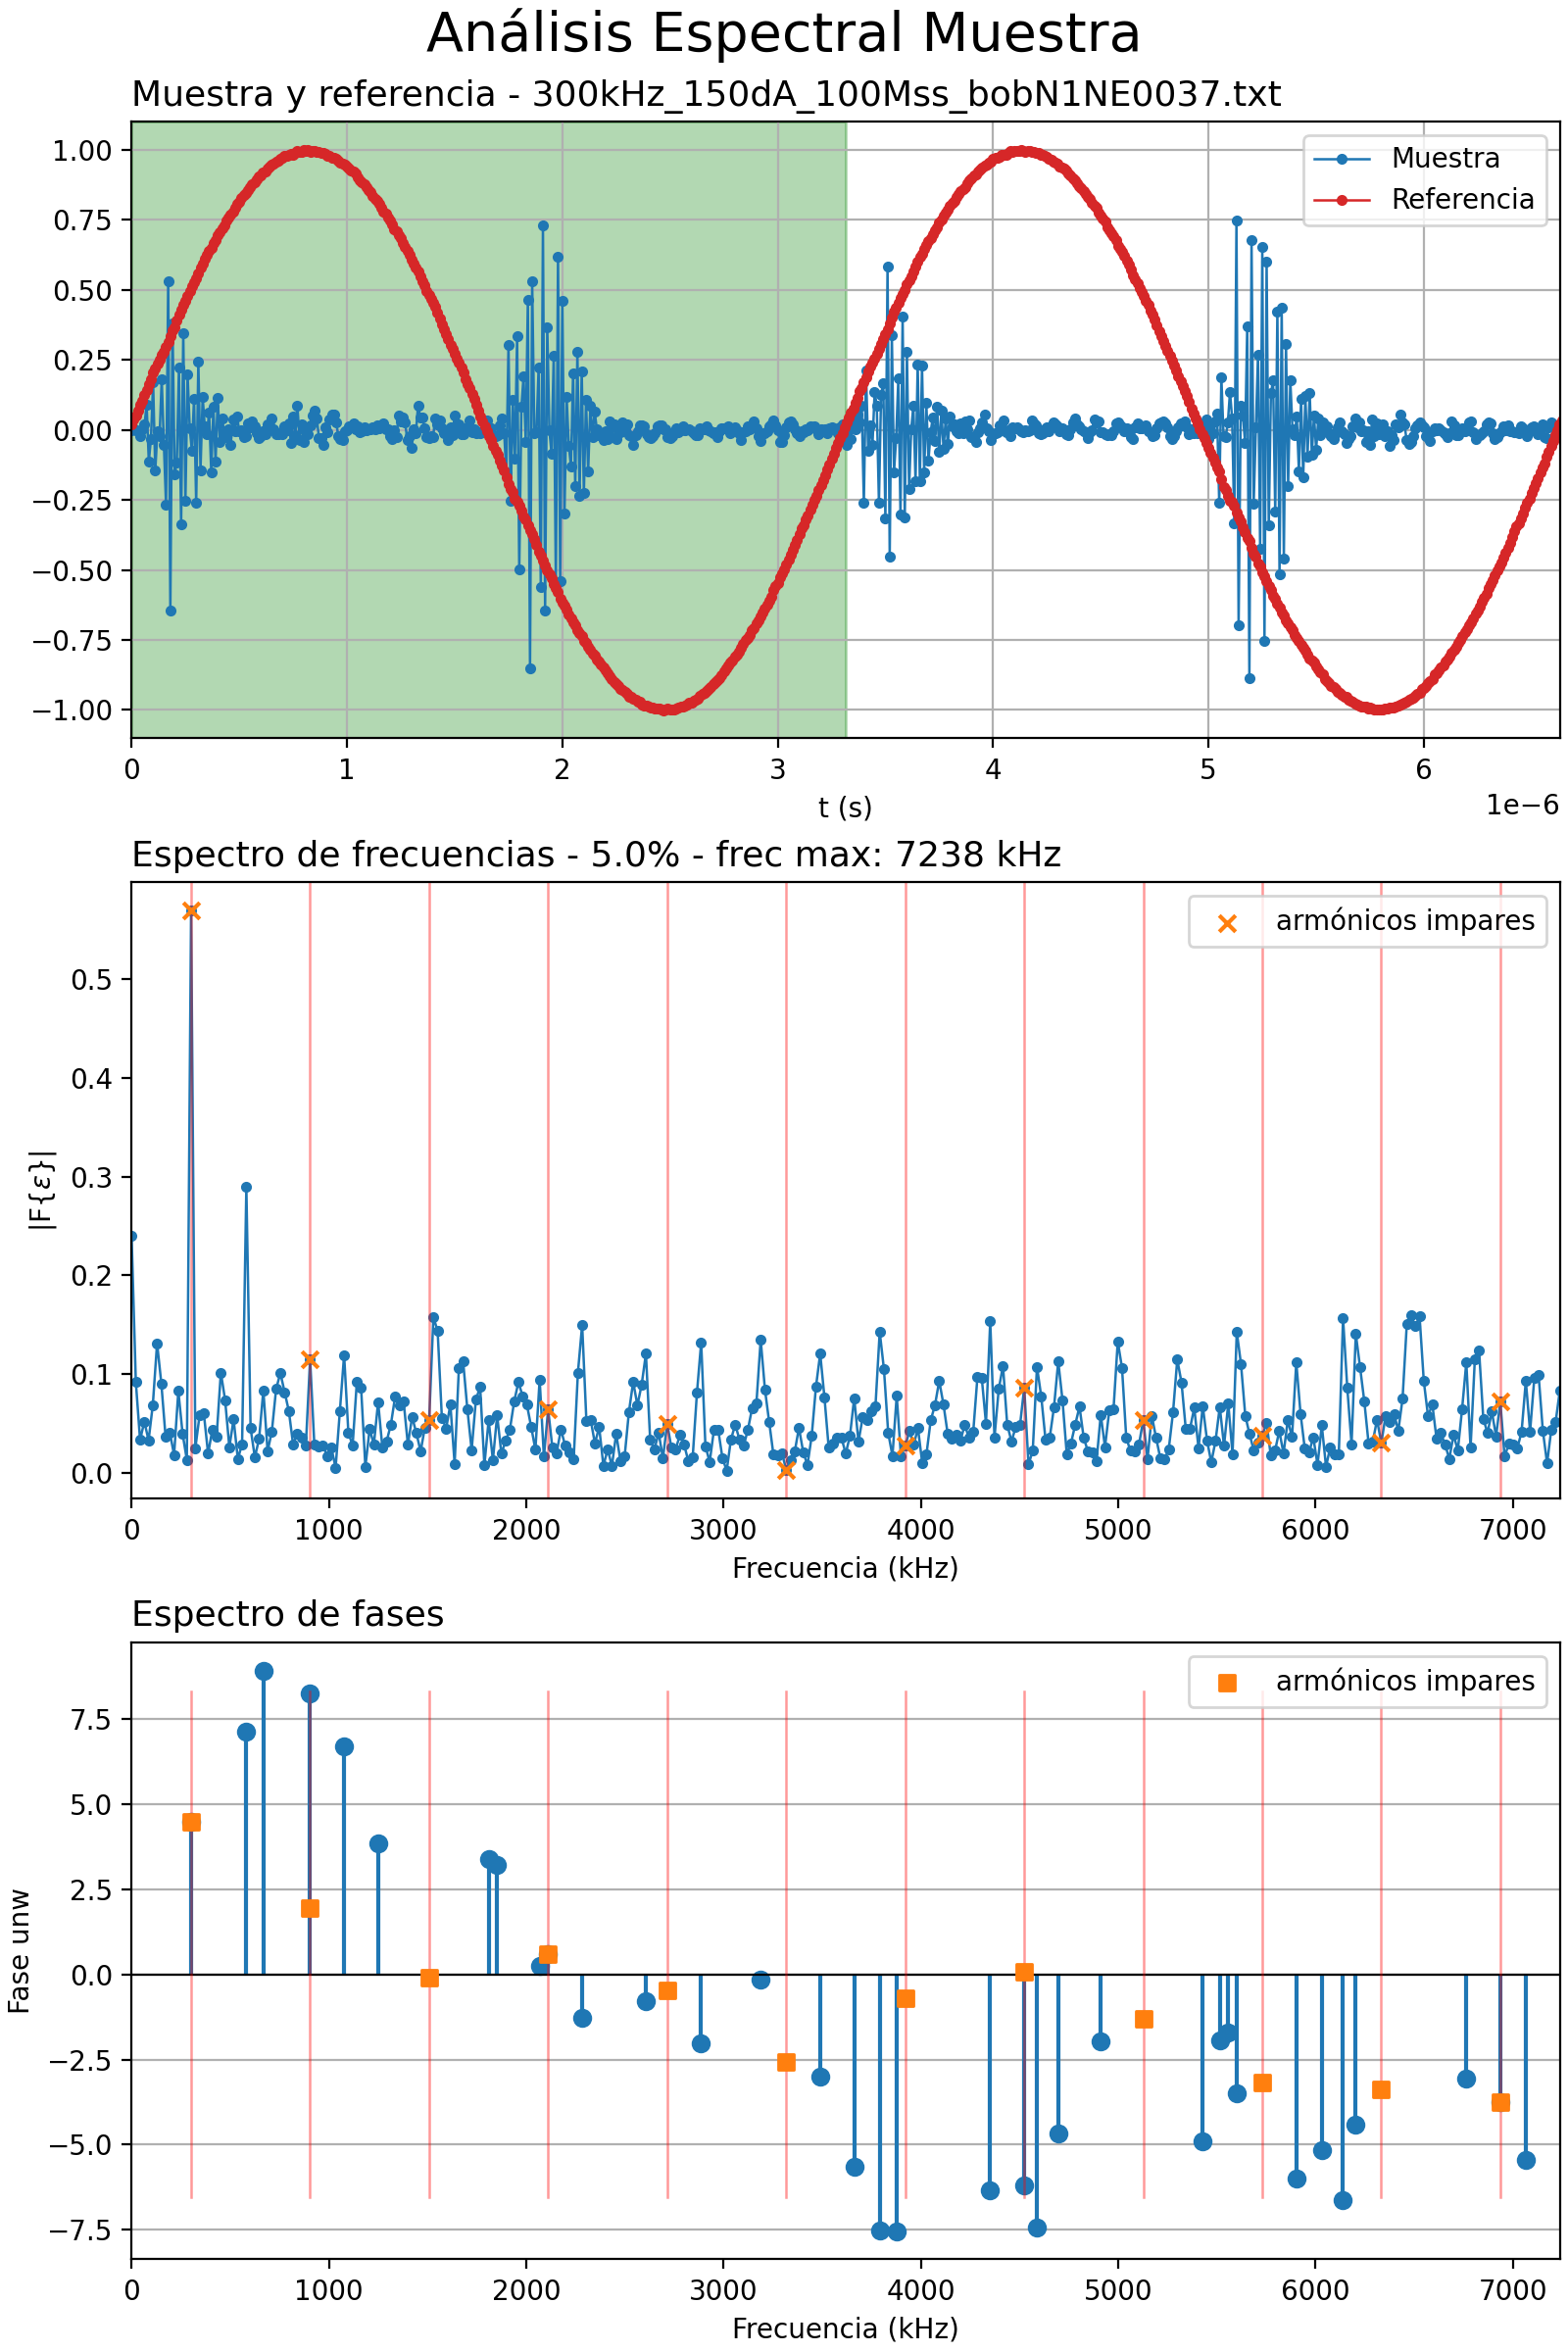 Análisis Espectral Muestra
Muestra y referencia - 300kHz_150dA_100Mss_bobN1NE0037.txt
Muestra
Referencia
1.00
0.75
0.50
0.25
0.00
−0.25
−0.50
−0.75
−1.00
0 1 2 3 4 5 6
t (s)
1e−6
Espectro de frecuencias - 5.0% - frec max: 7238 kHz
armónicos impares
|F{ε}|
0.5
0.4
0.3
0.2
0.1
0.0
0 1000 2000 3000 4000 5000 6000 7000
Frecuencia (kHz)
Espectro de fases
armónicos impares
Fase unw
7.5
5.0
2.5
0.0
−2.5
−5.0
−7.5
0 1000 2000 3000 4000 5000 6000 7000
Frecuencia (kHz)